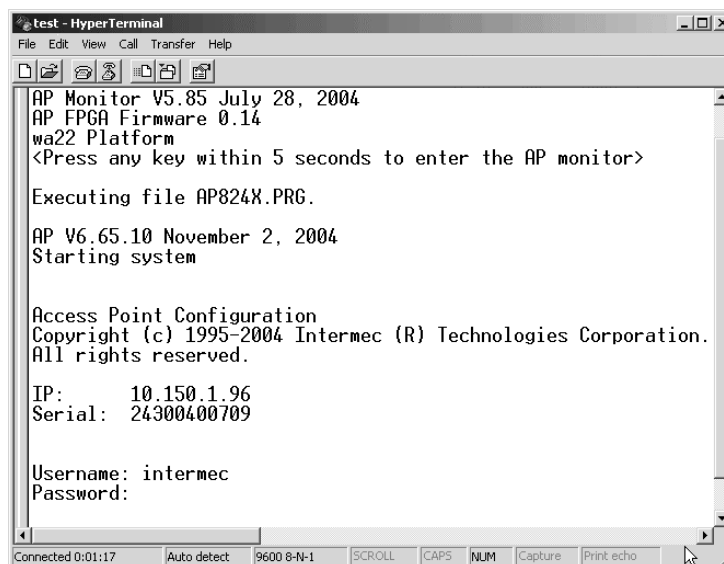 test - HyperTerminal
File Edit View Call Transfer Help
AP Monitor V5.85 July 28, 2004
AP FPGA Firmware 0.14
wa22 Platform
<Press any key within 5 seconds to enter the AP monitor>
Executing file AP824X.PRG.
AP V6.65.10 November 2, 2004
Starting system
Access Point Configuration
Copyright (c) 1995-2004 Intermec (R) Technologies Corporation.
All rights reserved.
IP: 10.150.1.96
Serial: 24300400709
Username: intermec
Password:
Connected 0:01:17 Auto detect 9600 8-N-1 SCROLL CAPS NUM Capture Print echo